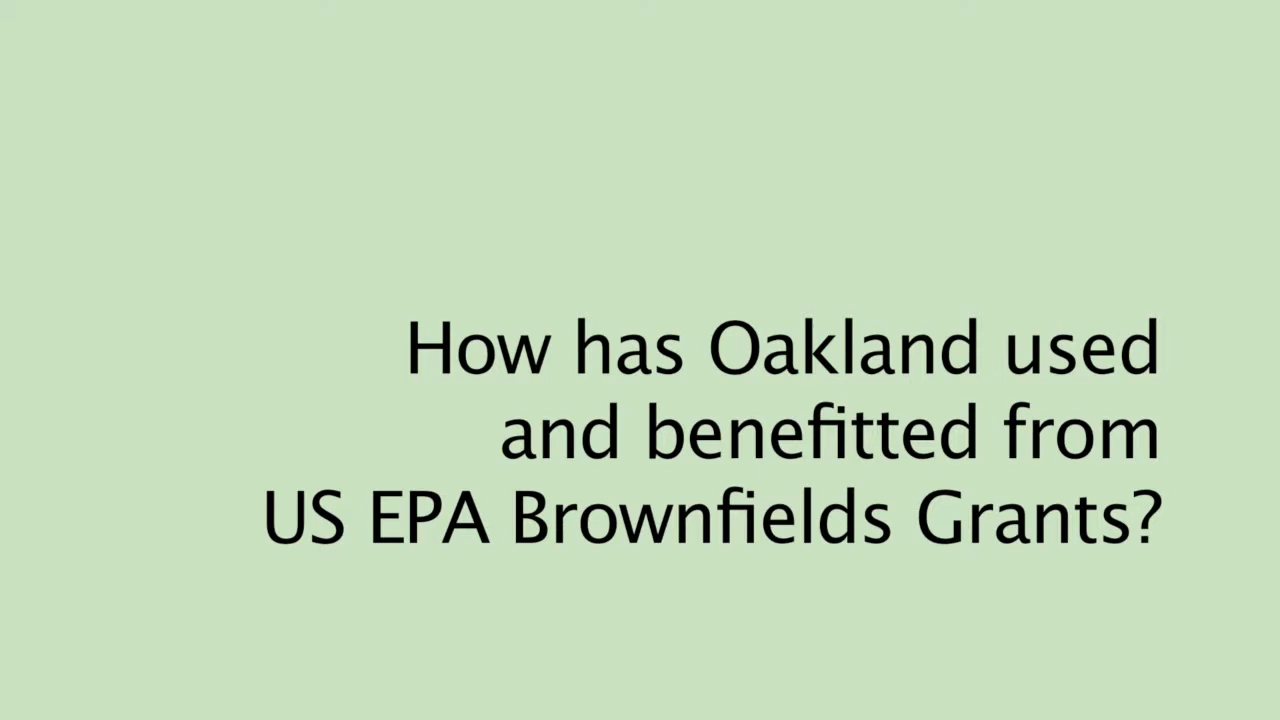 How has Oakland used
and benefitted from
US EPA Brownfields Grants?